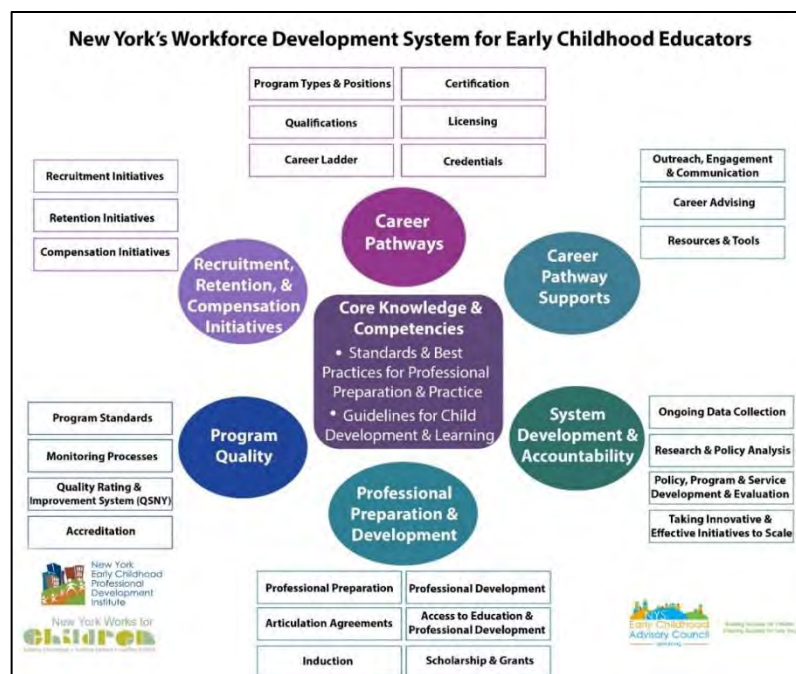 New York's Workforce Development System for Early Childhood Educators
Program Types & Positions
Certification
Qualifications
Licensing
Career Ladder
Credentials
Recruitment Initiatives
Retention Initiatives
Compensation Initiatives
Outreach, Engagement
& Communication
Career Advising
Resources & Tools
Career
Pathways
Recruitment,
Retention, &
Compensation
Initiatives
Career
Pathway
Supports
Core Knowledge &
Competencies
• Standards & Best
Practices for Professional
Preparation & Practice
• Guidelines for Child
Development & Learning
Program
Quality
System
Development &
Accountability
Professional
Preparation &
Development
Program Standards
Monitoring Processes
Quality Rating &
Improvement System (QSNY)
Accreditation
Ongoing Data Collection
Research & Policy Analysis
Policy, Program & Service
Development & Evaluation
Taking Innovative &
Effective Initiatives to Scale
Professional Preparation
Professional Development
Articulation Agreements
Access to Education &
Professional Development
Induction
Scholarship & Grants
New York
Early Childhood
Professional
Development
Institute
New York Works for
Children
NYS
Early Childhood
Advisory Council